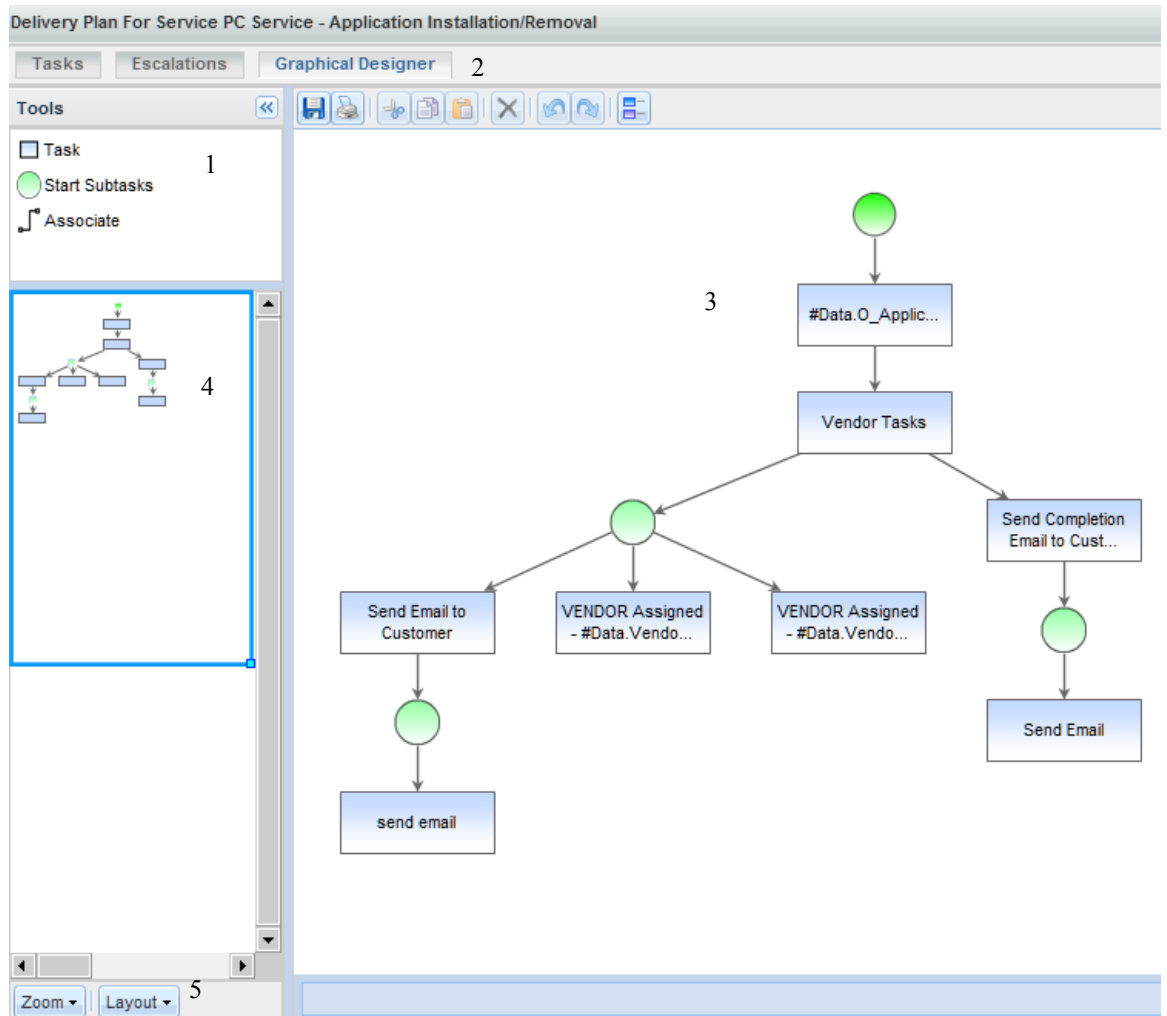 Delivery Plan For Service PC Service - Application Installation/Removal
Tasks Escalations Graphical Designer 2
Tools
Task
1
Start Subtasks
Associate
3
#Data.O_Applic...
Vendor Tasks
4
Send Completion
Email to Cust...
Send Email to
Customer
VENDOR Assigned
- #Data.Vendo...
VENDOR Assigned
- #Data.Vendo...
Send Email
send email
Zoom Layout 5